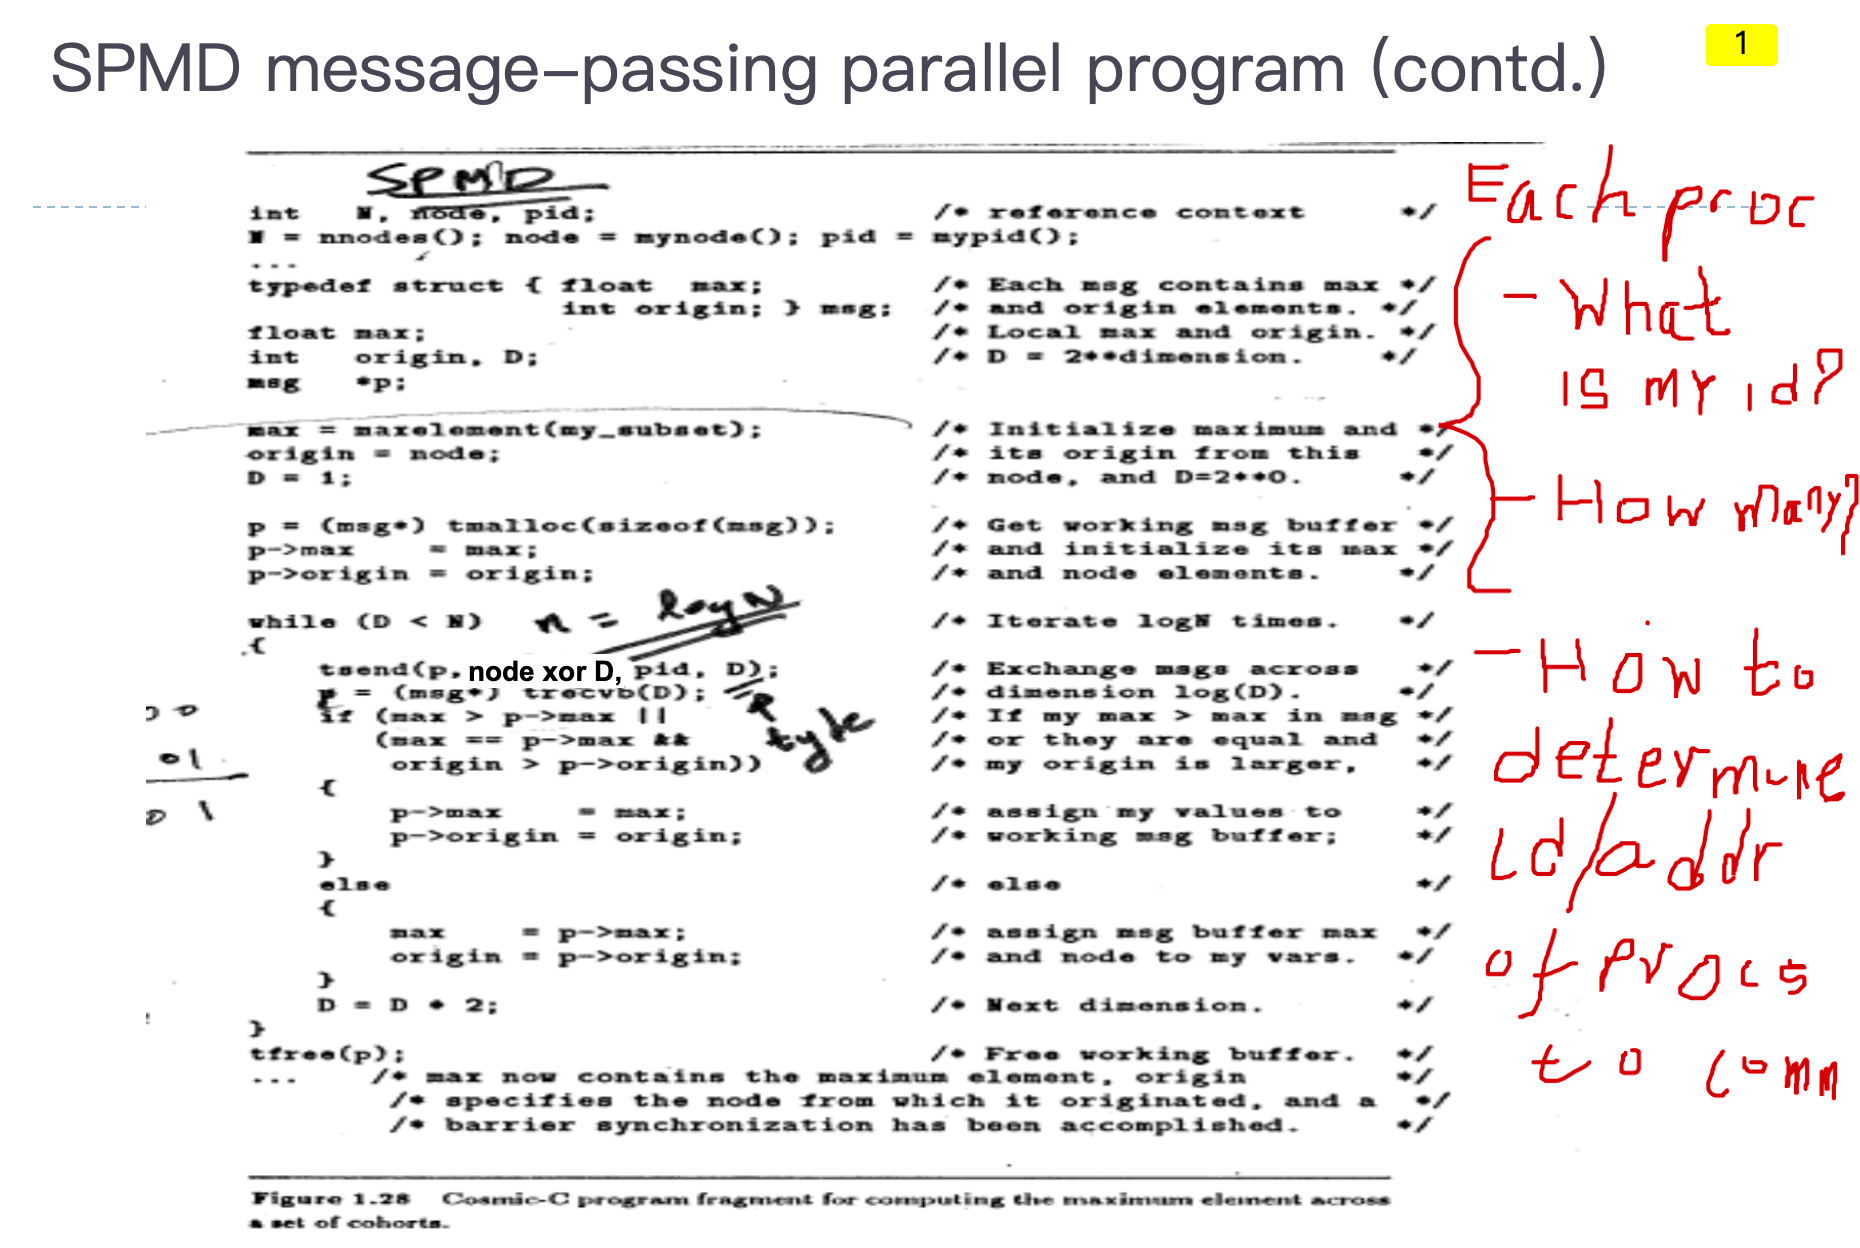 SPMD message-passing parallel program (contd.)
1
SPMD
int N, node, pid; /* reference context */
N = nnodes(); node = mynode(); pid = mypid();
...
typedef struct { float max; /* Each msg contains max */
int origin; } msg; /* and origin elements. */
float max; /* Local max and origin. */
int origin, D; /* D = 2**dimension. */
msg *p;
max = maxelement(my_subset); /* Initialize maximum and */
origin = node; /* its origin from this */
D = 1; /* node, and D=2**0. */
p = (msg*) tmalloc(sizeof(msg)); /* Get working msg buffer */
p->max = max; /* and initialize its max */
p->origin = origin; /* and node elements. */
while (D < N) n = log N /* Iterate logN times. */
{
tsend(p, node xor D, pid, D); /* Exchange msgs across */
p = (msg*) trecvb(D); /* dimension log(D). */
if (max > p->max || /* If my max > max in msg */
(max == p->max && /* or they are equal and */
origin > p->origin)) /* my origin is larger, */
{
p->max = max; /* assign my values to */
p->origin = origin; /* working msg buffer; */
}
else /* else */
{
max = p->max; /* assign msg buffer max */
origin = p->origin; /* and node to my vars. */
}
D = D * 2; /* Next dimension. */
}
tfree(p); /* Free working buffer. */
... /* max now contains the maximum element, origin */
/* specifies the node from which it originated, and a */
/* barrier synchronization has been accomplished. */
Figure 1.28 Cosmic-C program fragment for computing the maximum element across
a set of cohorts.
01
01
Each proc
- What
is my id?
- How many?
- How to
determine
id/addr
of procs
to comm